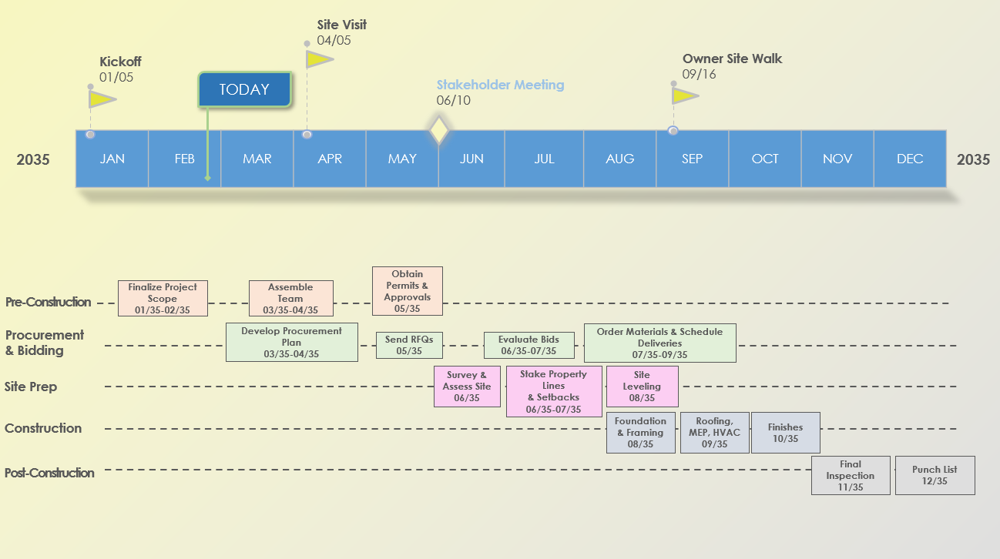 Site Visit
04/05
Kickoff
01/05
Owner Site Walk
09/16
TODAY
Stakeholder Meeting
06/10
2035
JAN
FEB
MAR
APR
MAY
JUN
JUL
AUG
SEP
OCT
NOV
DEC
2035
Pre-Construction
Finalize Project
Scope
01/35-02/35
Assemble
Team
03/35-04/35
Obtain
Permits &
Approvals
05/35
Procurement
& Bidding
Develop Procurement
Plan
03/35-04/35
Send RFQs
05/35
Evaluate Bids
06/35-07/35
Order Materials & Schedule
Deliveries
07/35-09/35
Site Prep
Survey &
Assess Site
06/35
Stake Property
Lines
& Setbacks
06/35-07/35
Site
Leveling
08/35
Construction
Foundation
& Framing
08/35
Roofing,
MEP, HVAC
09/35
Finishes
10/35
Post-Construction
Final
Inspection
11/35
Punch List
12/35